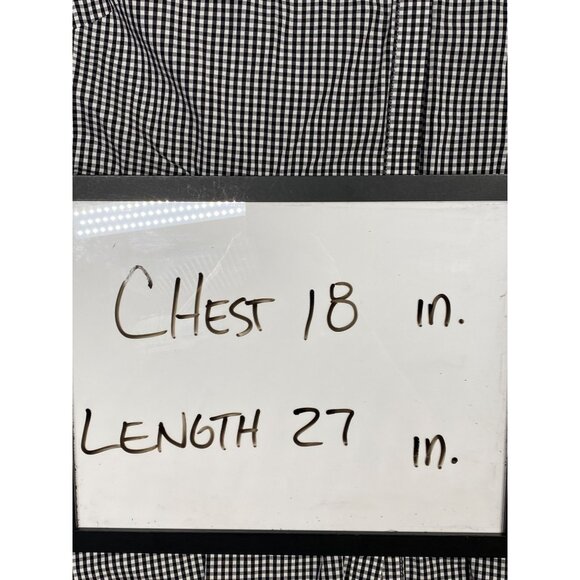 CHEST 18 in.
LENGTH 27 in.